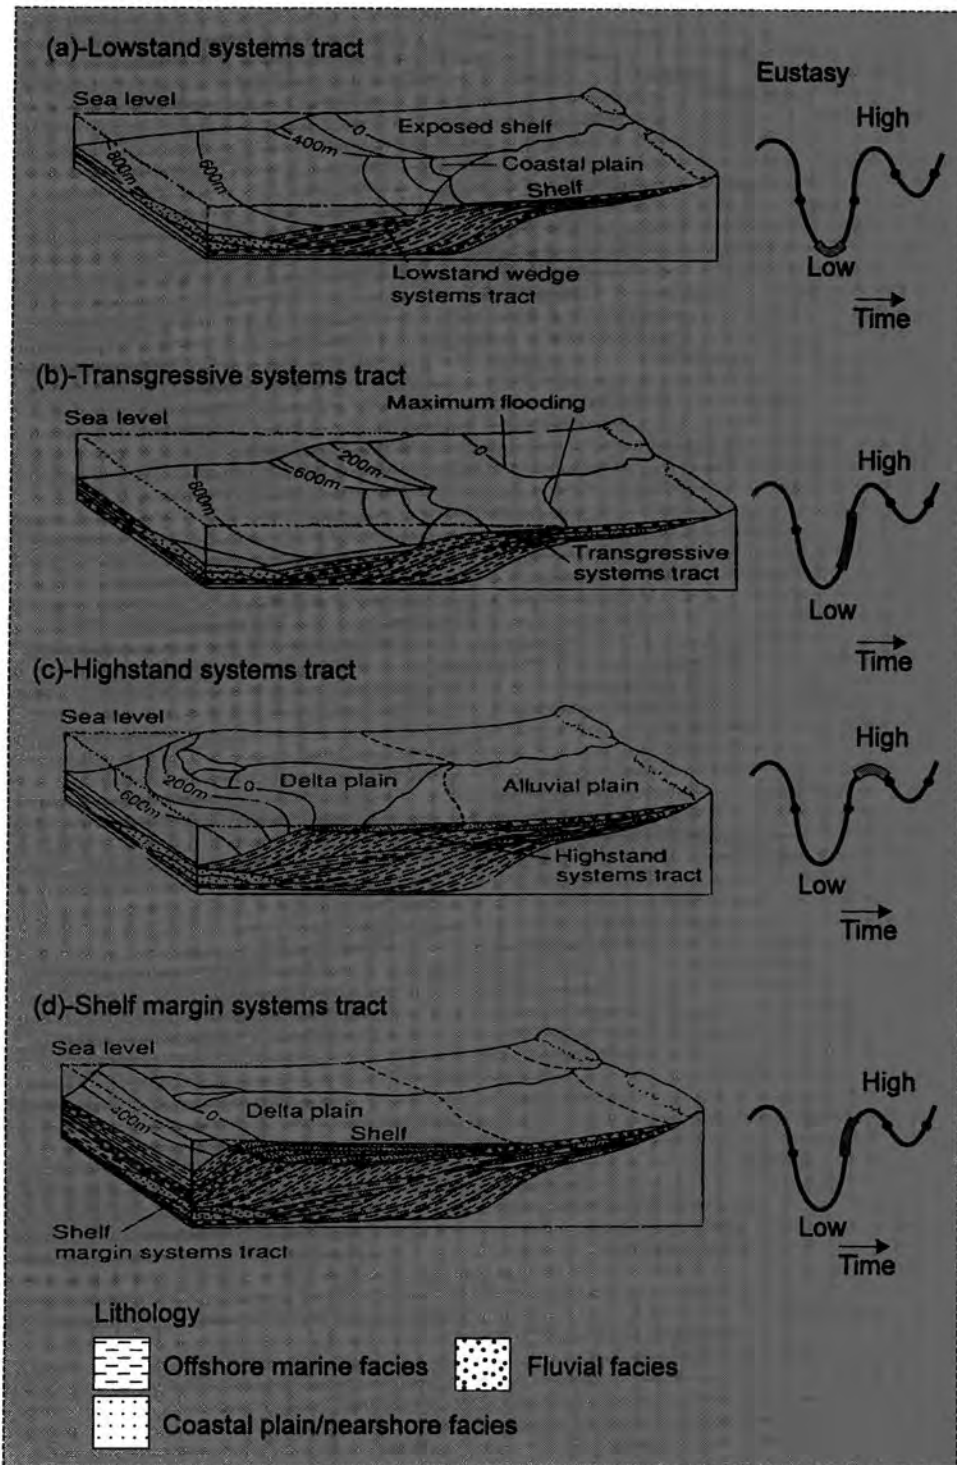 (a)-Lowstand systems tract
Eustasy
Sea level
High
0
400m
600m
800m
Exposed shelf
Coastal plain
Shelf
Lowstand wedge
systems tract
Low
Time
(b)-Transgressive systems tract
Maximum flooding
Sea level
High
0
200m
600m
800m
Transgressive
systems tract
Low
Time
(c)-Highstand systems tract
Sea level
High
Delta plain
Alluvial plain
0
200m
600m
Highstand
systems tract
Low
Time
(d)-Shelf margin systems tract
Sea level
High
Delta plain
Shelf
0
400m
Shelf
margin systems tract
Low
Time
Lithology
Offshore marine facies
Fluvial facies
Coastal plain/nearshore facies